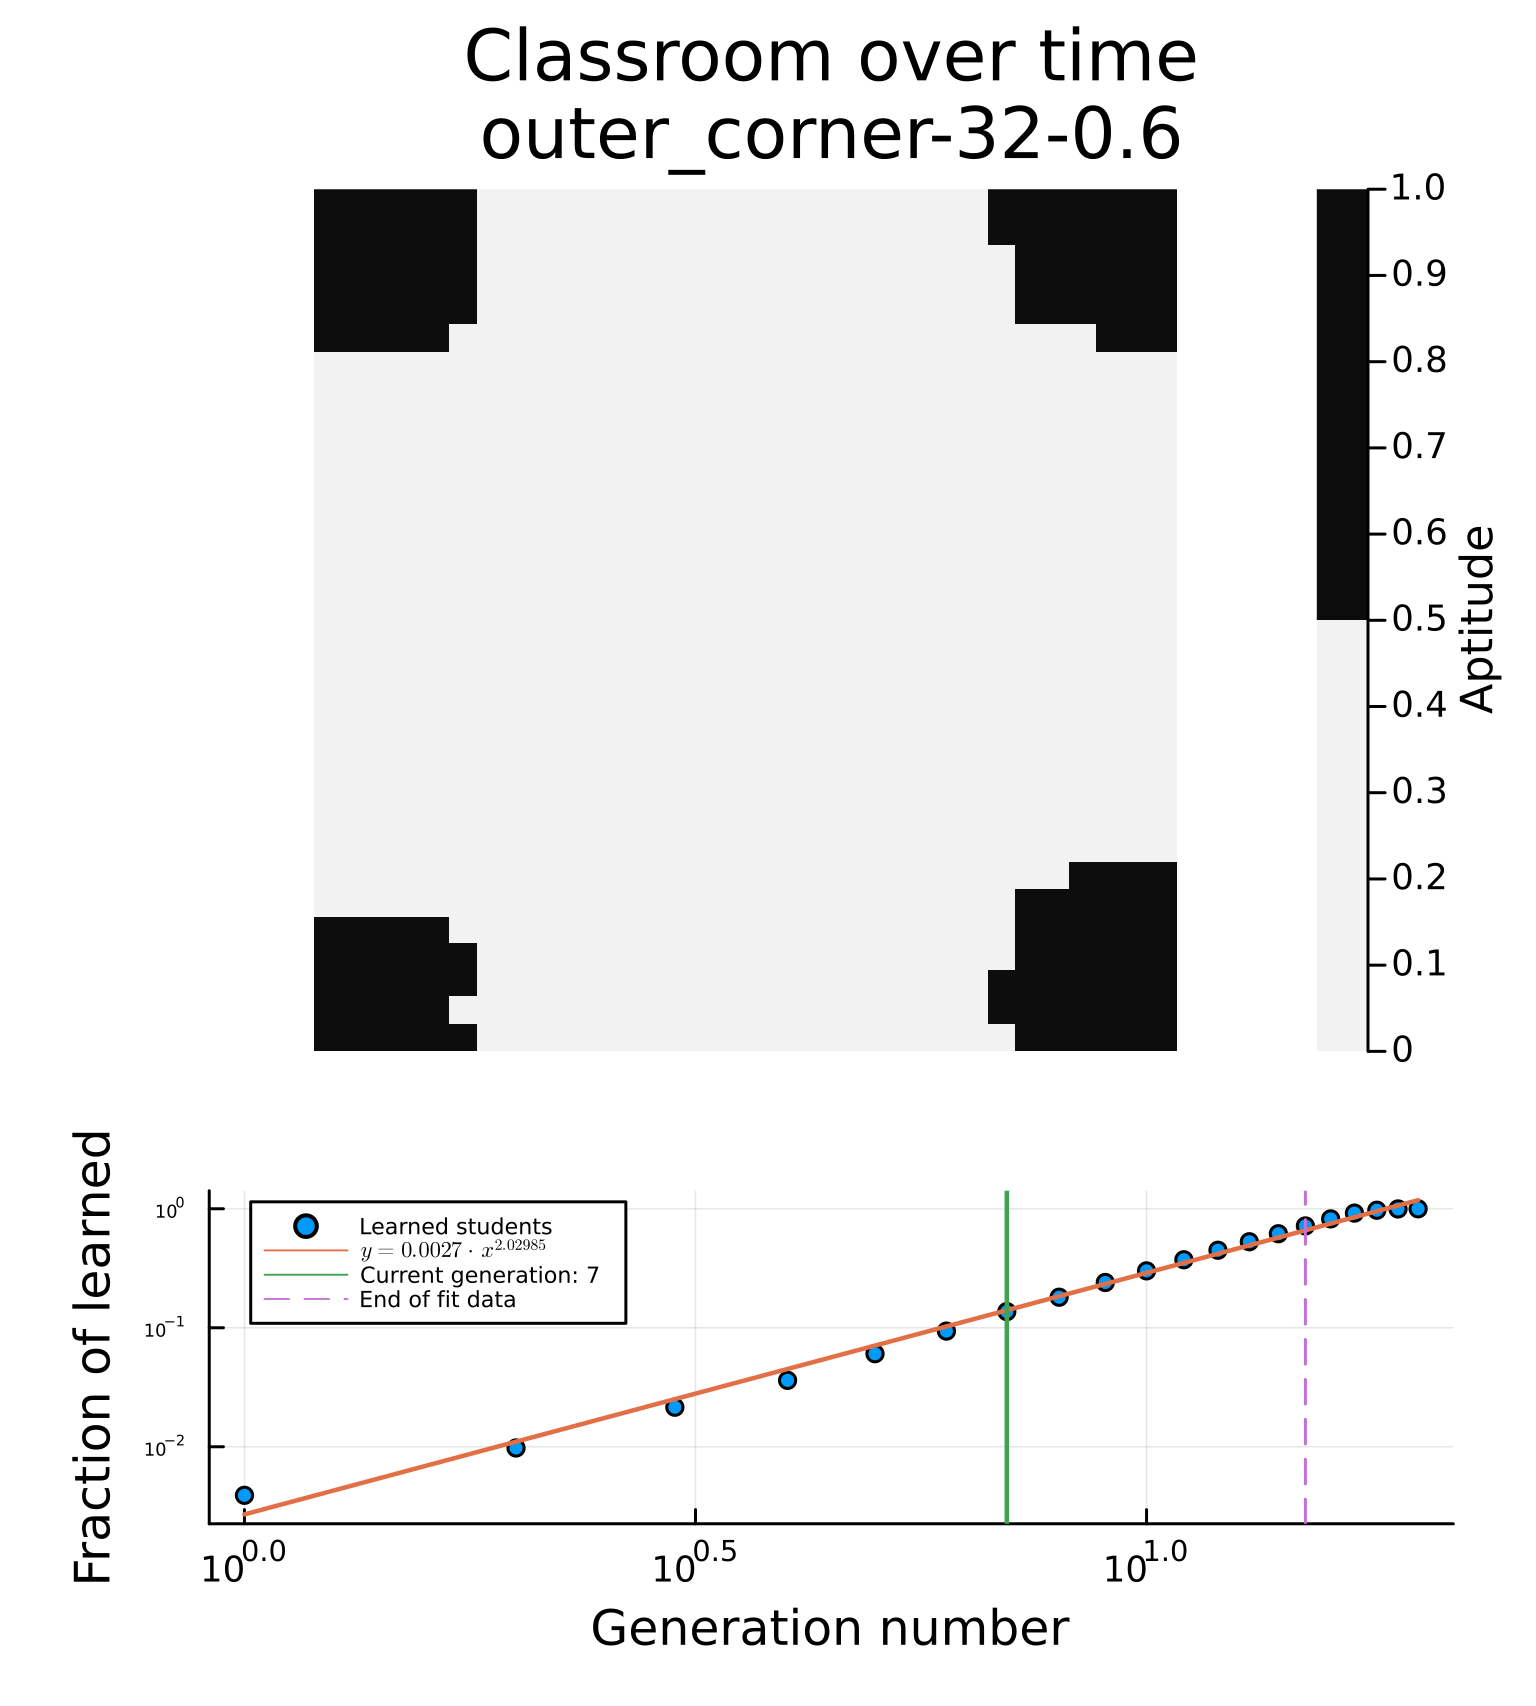 Classroom over time
outer_corner-32-0.6
1.0
0.9
0.8
0.7
0.6
0.5
0.4
0.3
0.2
0.1
0
Aptitude
Fraction of learned
10^0
10^-1
10^-2
Learned students
y = 0.0027 · x^2.02985
Current generation: 7
End of fit data
10^0.0
10^0.5
10^1.0
Generation number